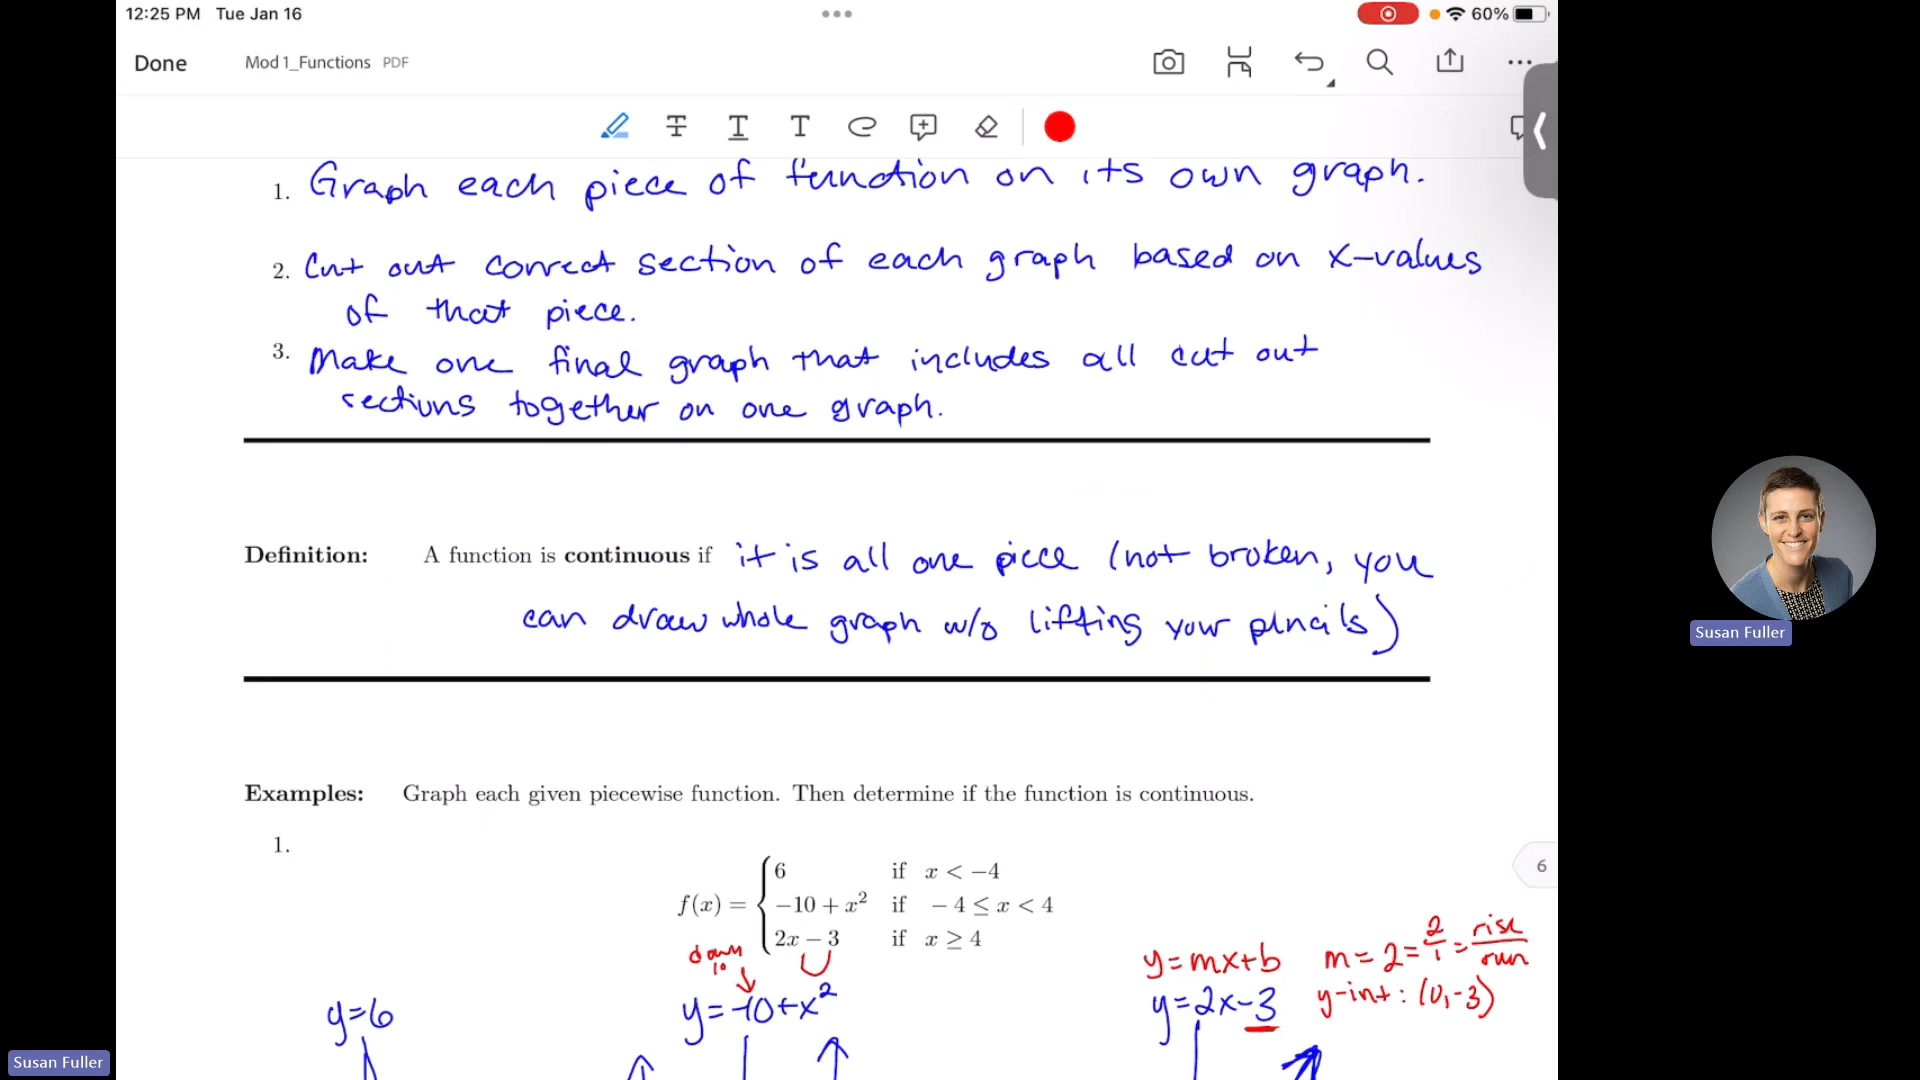 12:25 PM Tue Jan 16
60%
Done
Mod 1_Functions PDF
1. Graph each piece of function on its own graph.
2. Cut out correct section of each graph based on x-values
of that piece.
3. Make one final graph that includes all cut out
sections together on one graph.
Definition: A function is continuous if it is all one piece (not broken, you
can draw whole graph w/o lifting your pencils)
Examples: Graph each given piecewise function. Then determine if the function is continuous.
1.
f(x) = { 6 if x < −4
−10 + x² if − 4 ≤ x < 4
2x − 3 if x ≥ 4
6
down
10
y=mx+b m=2=2/1=rise/run
y=6 y=-10+x² y=2x-3 y-int: (0,-3)
Susan Fuller
Susan Fuller